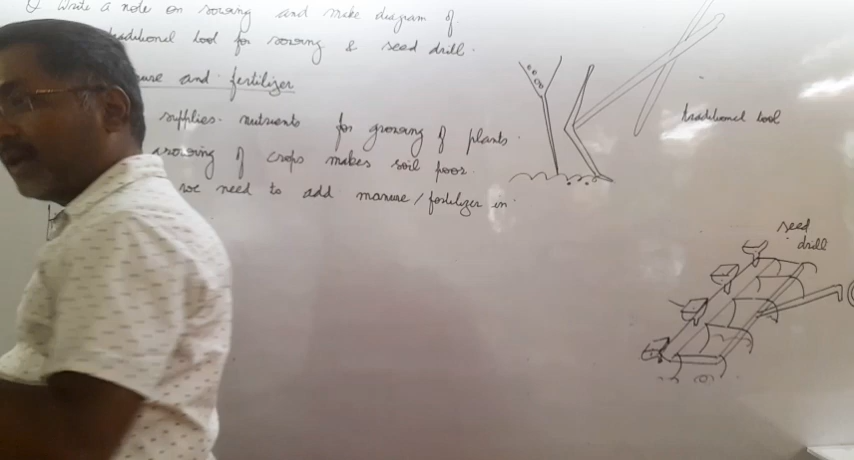 Q Write a note on sowing and make diagram of
traditional tool for sowing & seed drill.
ure and fertilizer
supplies nutrients for growing of plants.
growing of crops makes soil poor.
we need to add manure / fertilizer in
traditional tool
seed
drill